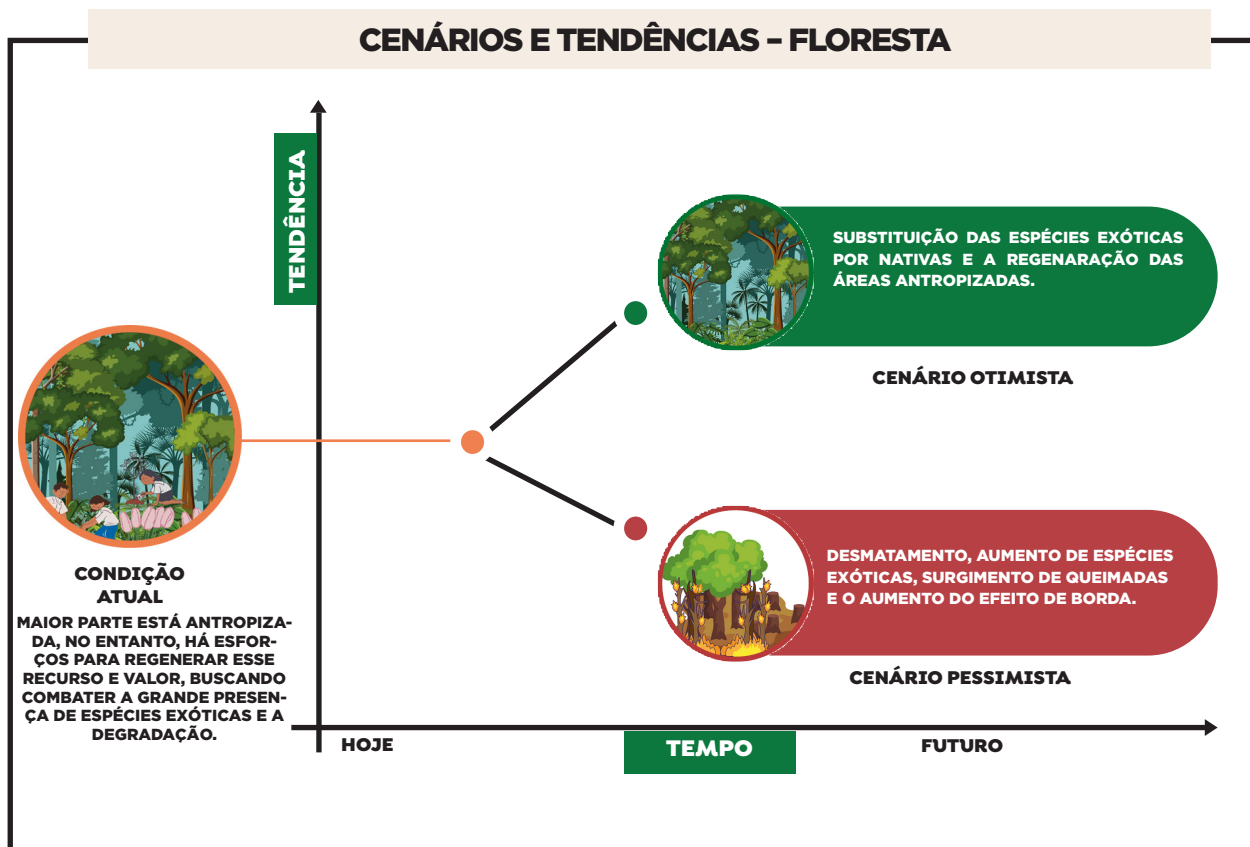 CENÁRIOS E TENDÊNCIAS – FLORESTA
TENDÊNCIA
SUBSTITUIÇÃO DAS ESPÉCIES EXÓTICAS
POR NATIVAS E A REGENARAÇÃO DAS
ÁREAS ANTROPIZADAS.
CENÁRIO OTIMISTA
CONDIÇÃO
ATUAL
MAIOR PARTE ESTÁ ANTROPIZA-
DA, NO ENTANTO, HÁ ESFOR-
ÇOS PARA REGENERAR ESSE
RECURSO E VALOR, BUSCANDO
COMBATER A GRANDE PRESEN-
ÇA DE ESPÉCIES EXÓTICAS E A
DEGRADAÇÃO.
DESMATAMENTO, AUMENTO DE ESPÉCIES
EXÓTICAS, SURGIMENTO DE QUEIMADAS
E O AUMENTO DO EFEITO DE BORDA.
CENÁRIO PESSIMISTA
HOJE
TEMPO
FUTURO